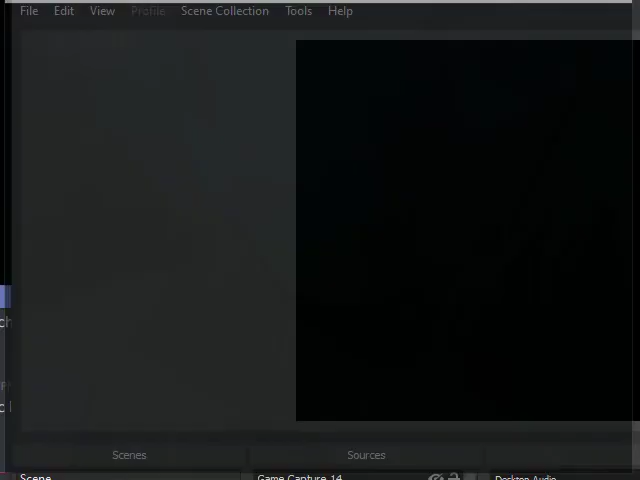 File Edit View Profile Scene Collection Tools Help
Scenes Sources
Scene Game Capture 14 Desktop Audio